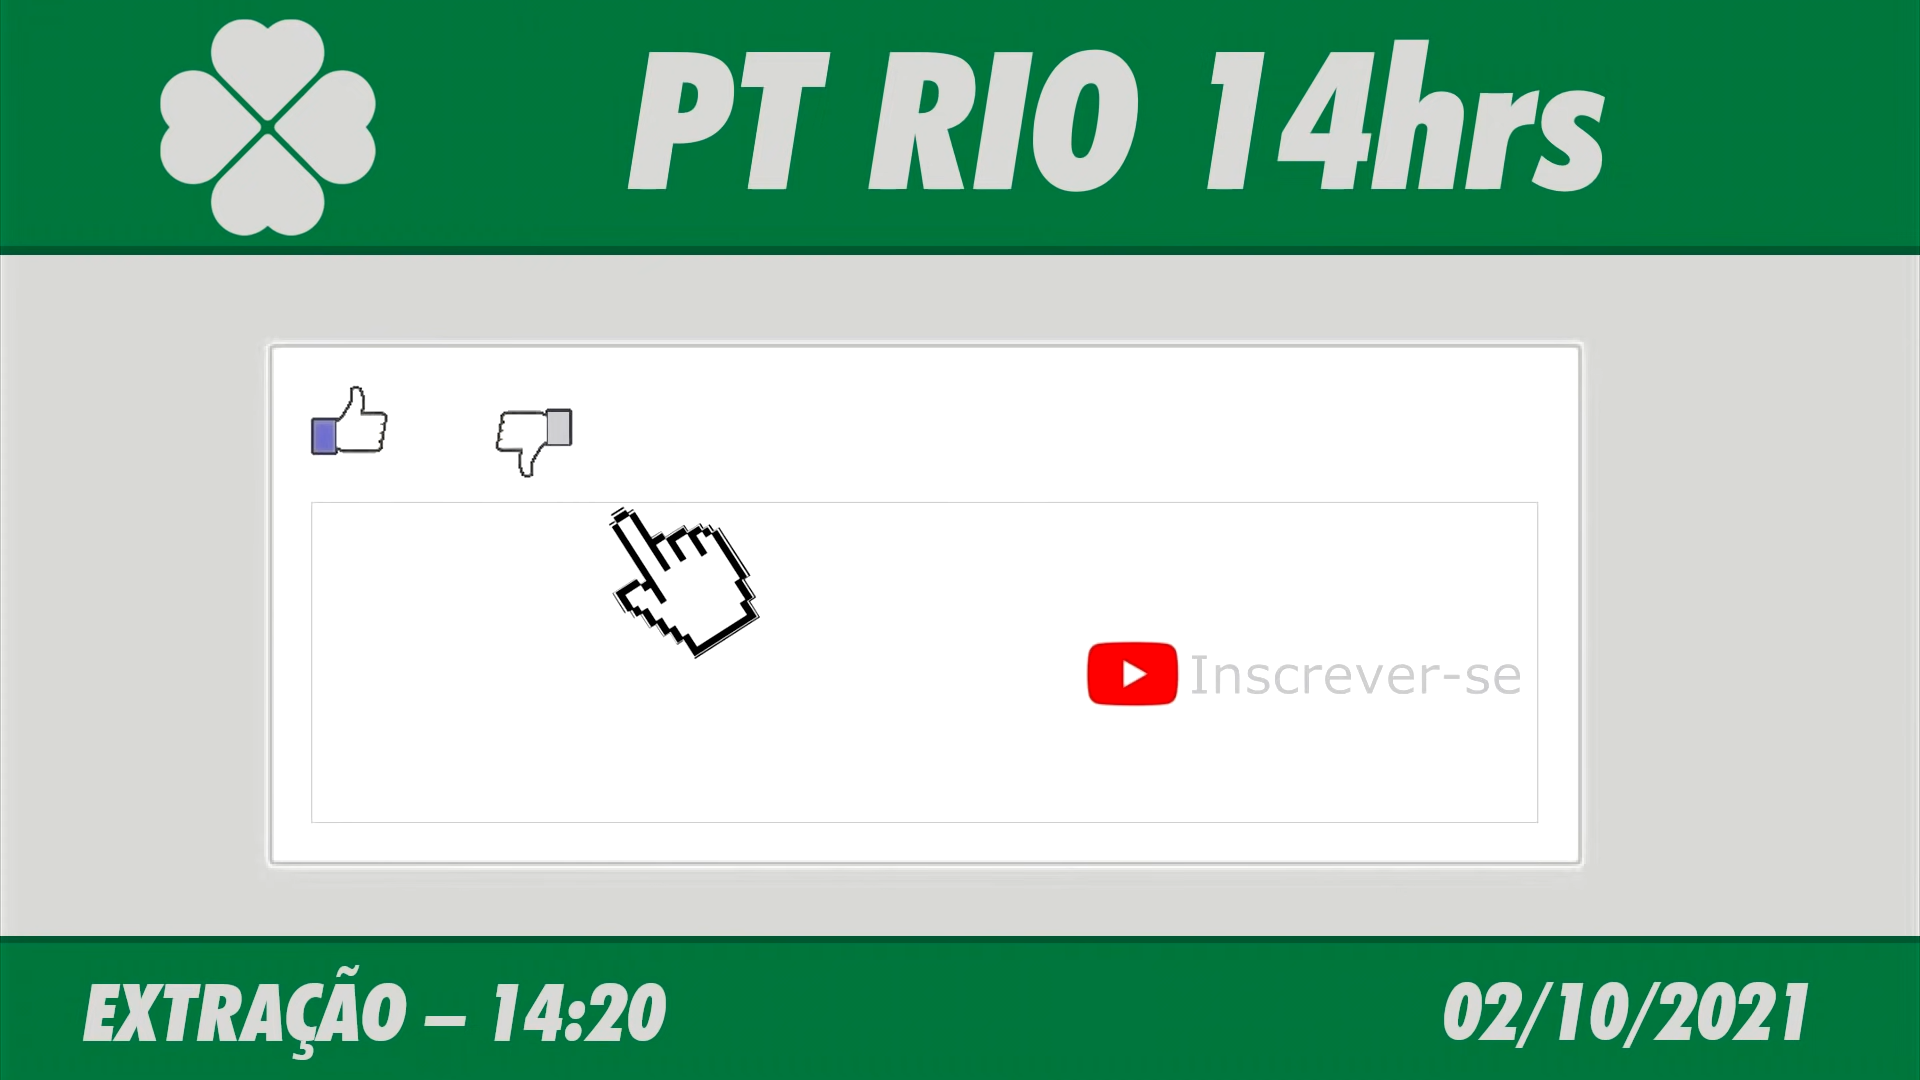 PT RIO 14hrs
Inscrever-se
EXTRAÇÃO – 14:20
02/10/2021